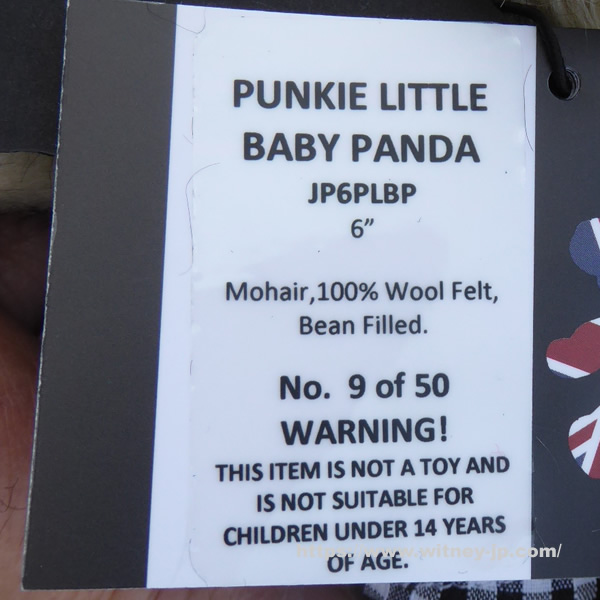 PUNKIE LITTLE
BABY PANDA
JP6PLBP
6”
Mohair,100% Wool Felt,
Bean Filled.
No. 9 of 50
WARNING!
THIS ITEM IS NOT A TOY AND
IS NOT SUITABLE FOR
CHILDREN UNDER 14 YEARS
https://www.witney-jp.com/
OF AGE.